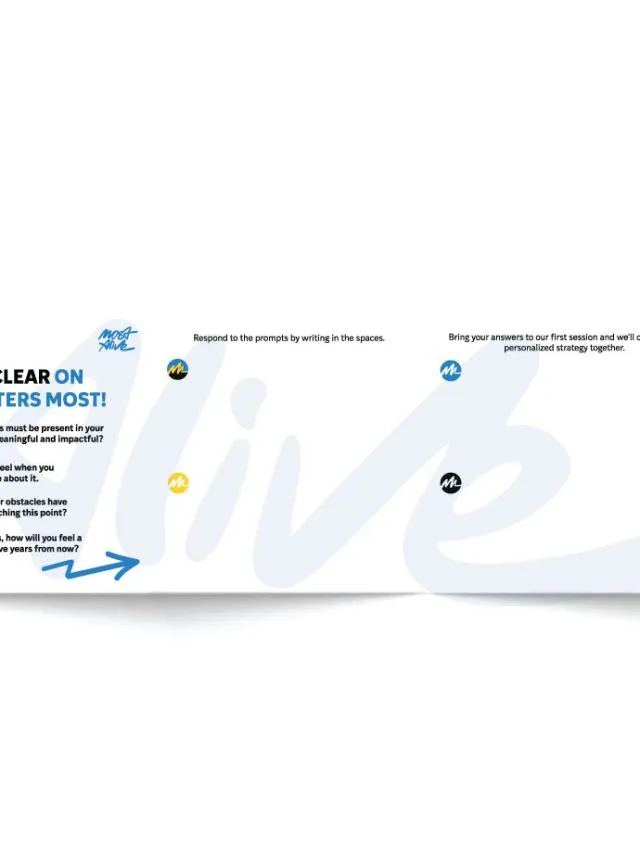 Most
Alive
CLEAR ON
TERS MOST!
s must be present in your
eaningful and impactful?
eel when you
e about it.
r obstacles have
ching this point?
s, how will you feel a
ve years from now?
Respond to the prompts by writing in the spaces.
Bring your answers to our first session and we'll c
personalized strategy together.
Alive